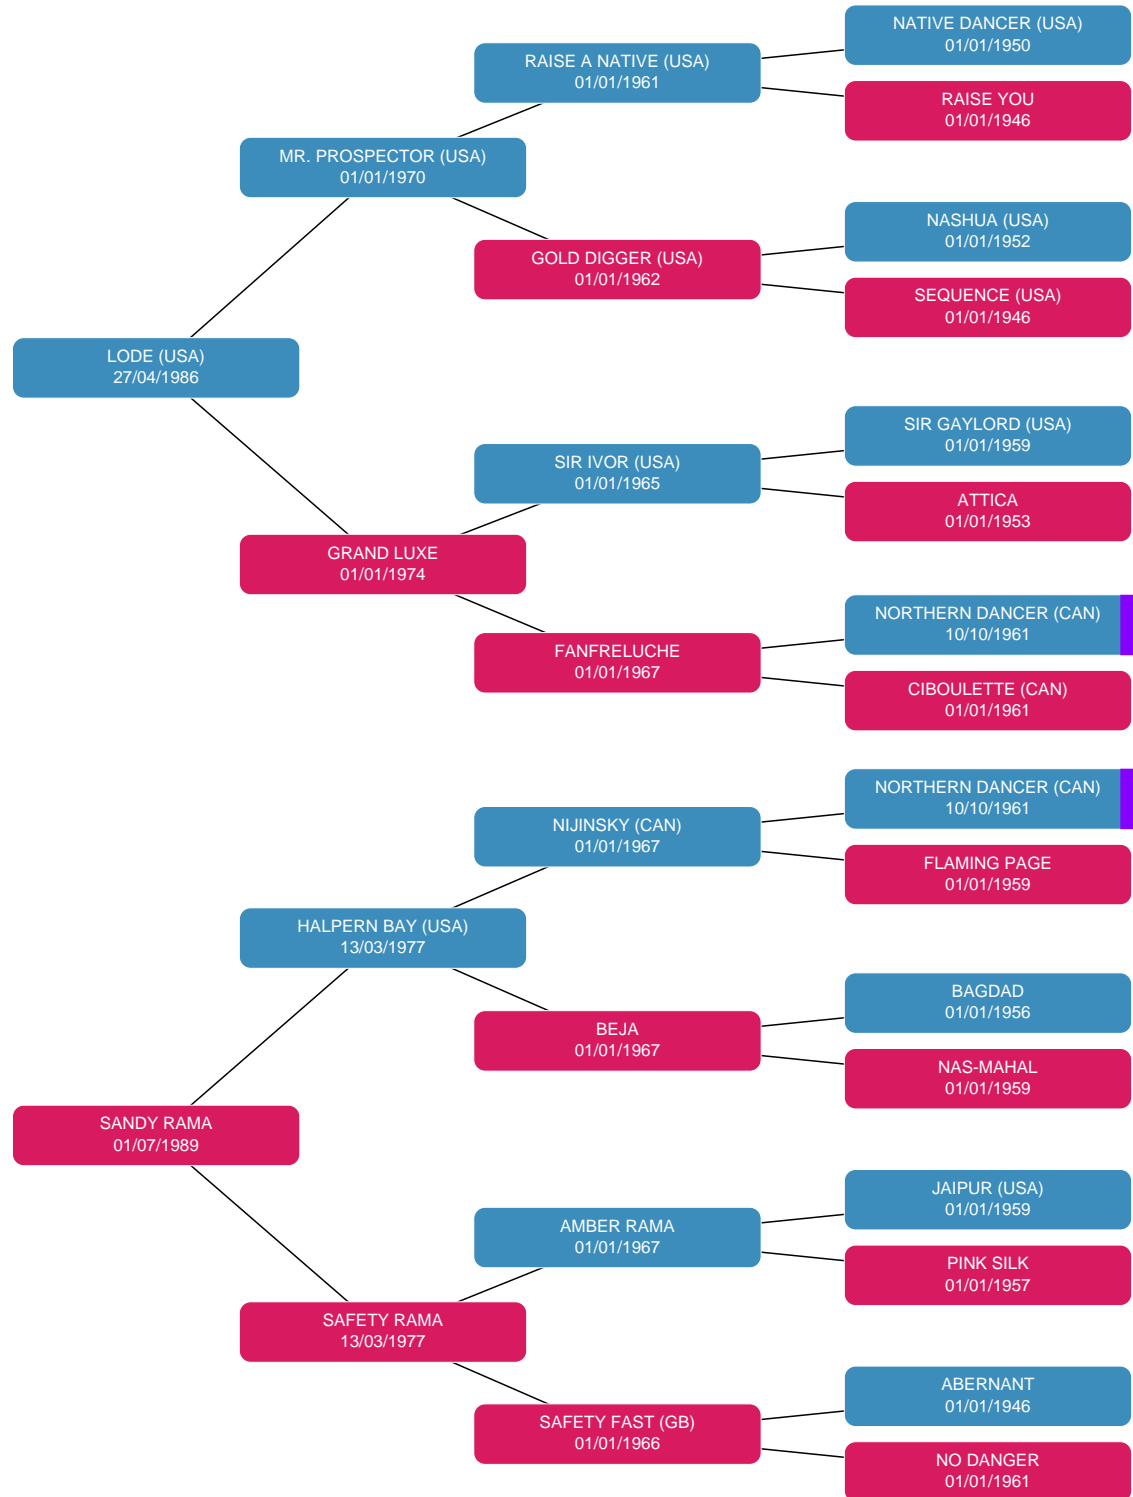 NATIVE DANCER (USA)
01/01/1950
RAISE A NATIVE (USA)
01/01/1961
RAISE YOU
01/01/1946
MR. PROSPECTOR (USA)
01/01/1970
NASHUA (USA)
01/01/1952
GOLD DIGGER (USA)
01/01/1962
SEQUENCE (USA)
01/01/1946
LODE (USA)
27/04/1986
SIR GAYLORD (USA)
01/01/1959
SIR IVOR (USA)
01/01/1965
ATTICA
01/01/1953
GRAND LUXE
01/01/1974
NORTHERN DANCER (CAN)
10/10/1961
FANFRELUCHE
01/01/1967
CIBOULETTE (CAN)
01/01/1961
NORTHERN DANCER (CAN)
10/10/1961
NIJINSKY (CAN)
01/01/1967
FLAMING PAGE
01/01/1959
HALPERN BAY (USA)
13/03/1977
BAGDAD
01/01/1956
BEJA
01/01/1967
NAS-MAHAL
01/01/1959
SANDY RAMA
01/07/1989
JAIPUR (USA)
01/01/1959
AMBER RAMA
01/01/1967
PINK SILK
01/01/1957
SAFETY RAMA
13/03/1977
ABERNANT
01/01/1946
SAFETY FAST (GB)
01/01/1966
NO DANGER
01/01/1961